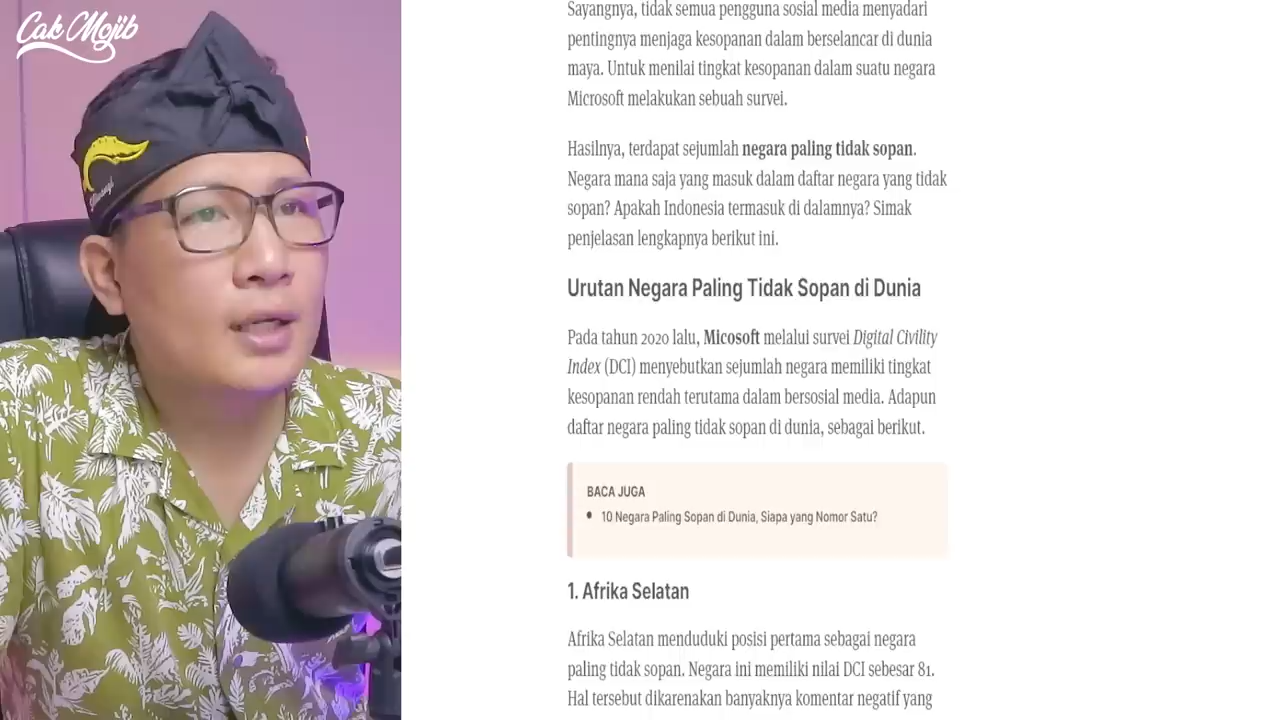 Cak Mojib
Sayangnya, tidak semua pengguna sosial media menyadari
pentingnya menjaga kesopanan dalam berselancar di dunia
maya. Untuk menilai tingkat kesopanan dalam suatu negara
Microsoft melakukan sebuah survei.
Hasilnya, terdapat sejumlah negara paling tidak sopan.
Negara mana saja yang masuk dalam daftar negara yang tidak
sopan? Apakah Indonesia termasuk di dalamnya? Simak
penjelasan lengkapnya berikut ini.
Urutan Negara Paling Tidak Sopan di Dunia
Pada tahun 2020 lalu, Micosoft melalui survei Digital Civility
Index (DCI) menyebutkan sejumlah negara memiliki tingkat
kesopanan rendah terutama dalam bersosial media. Adapun
daftar negara paling tidak sopan di dunia, sebagai berikut.
BACA JUGA
• 10 Negara Paling Sopan di Dunia, Siapa yang Nomor Satu?
1. Afrika Selatan
Afrika Selatan menduduki posisi pertama sebagai negara
paling tidak sopan. Negara ini memiliki nilai DCI sebesar 81.
Hal tersebut dikarenakan banyaknya komentar negatif yang